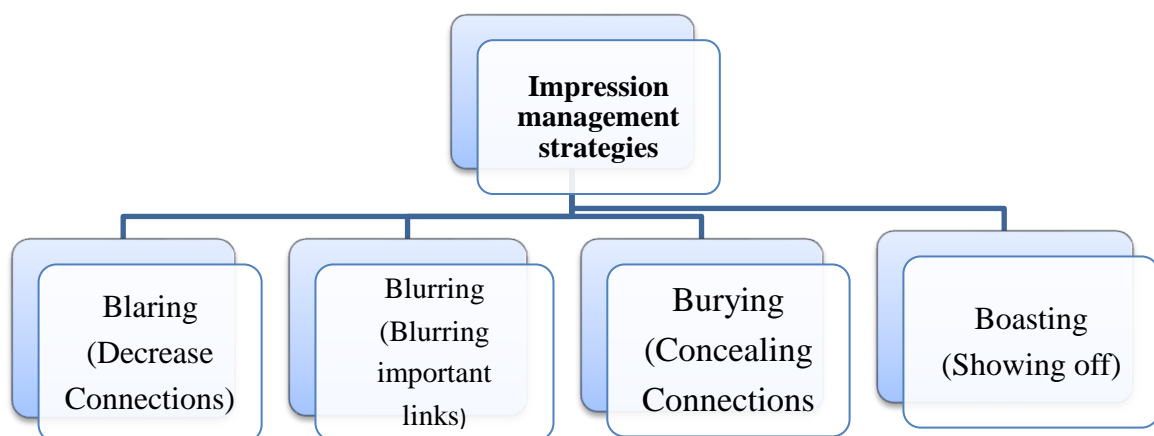 Impression
management
strategies
Blaring
(Decrease
Connections)
Blurring
(Blurring
important
links)
Burying
(Concealing
Connections
Boasting
(Showing off)